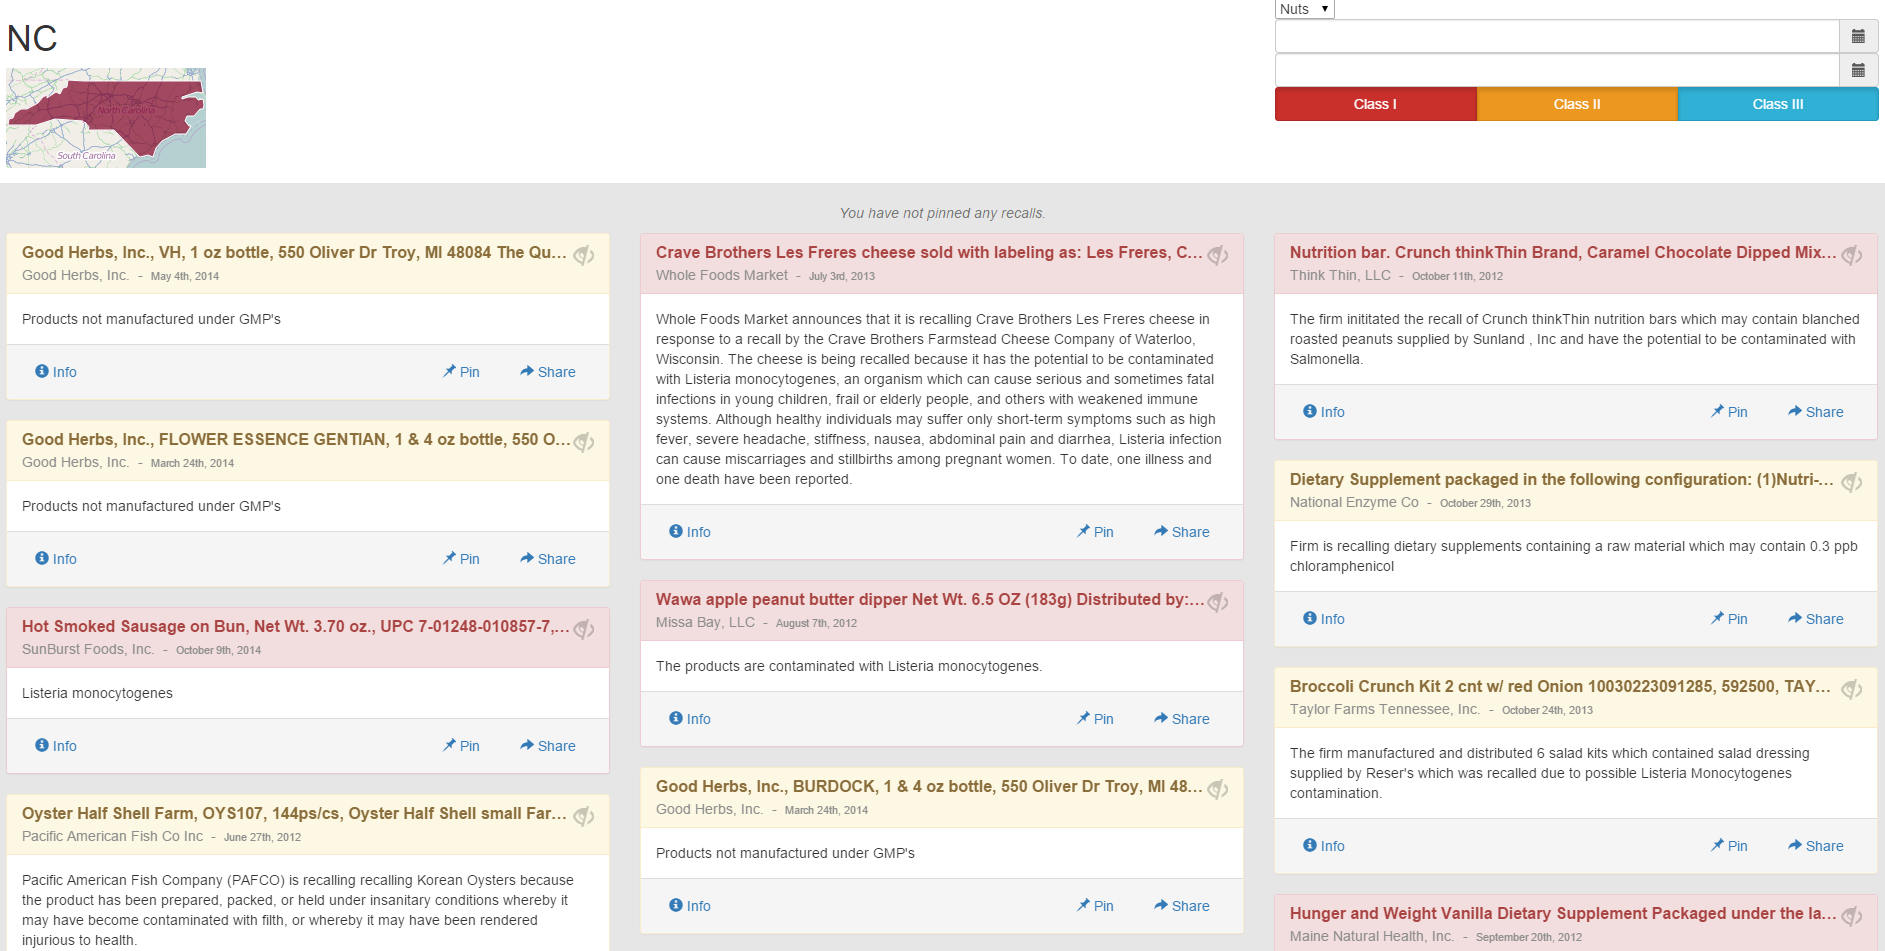 NC
North Carolina
South Carolina
Nuts
Class I
Class II
Class III
You have not pinned any recalls.
Good Herbs, Inc., VH, 1 oz bottle, 550 Oliver Dr Troy, MI 48084 The Qu...
Good Herbs, Inc. - May 4th, 2014
Products not manufactured under GMP's
Info
Pin
Share
Good Herbs, Inc., FLOWER ESSENCE GENTIAN, 1 & 4 oz bottle, 550 O...
Good Herbs, Inc. - March 24th, 2014
Products not manufactured under GMP's
Info
Pin
Share
Hot Smoked Sausage on Bun, Net Wt. 3.70 oz., UPC 7-01248-010857-7,...
SunBurst Foods, Inc. - October 9th, 2014
Listeria monocytogenes
Info
Pin
Share
Oyster Half Shell Farm, OYS107, 144ps/cs, Oyster Half Shell small Far...
Pacific American Fish Co Inc - June 27th, 2012
Pacific American Fish Company (PAFCO) is recalling recalling Korean Oysters because
the product has been prepared, packed, or held under insanitary conditions whereby it
may have become contaminated with filth, or whereby it may have been rendered
injurious to health.
Crave Brothers Les Freres cheese sold with labeling as: Les Freres, C...
Whole Foods Market - July 3rd, 2013
Whole Foods Market announces that it is recalling Crave Brothers Les Freres cheese in
response to a recall by the Crave Brothers Farmstead Cheese Company of Waterloo,
Wisconsin. The cheese is being recalled because it has the potential to be contaminated
with Listeria monocytogenes, an organism which can cause serious and sometimes fatal
infections in young children, frail or elderly people, and others with weakened immune
systems. Although healthy individuals may suffer only short-term symptoms such as high
fever, severe headache, stiffness, nausea, abdominal pain and diarrhea, Listeria infection
can cause miscarriages and stillbirths among pregnant women. To date, one illness and
one death have been reported.
Info
Pin
Share
Wawa apple peanut butter dipper Net Wt. 6.5 OZ (183g) Distributed by:...
Missa Bay, LLC - August 7th, 2012
The products are contaminated with Listeria monocytogenes.
Info
Pin
Share
Good Herbs, Inc., BURDOCK, 1 & 4 oz bottle, 550 Oliver Dr Troy, MI 48...
Good Herbs, Inc. - March 24th, 2014
Products not manufactured under GMP's
Info
Pin
Share
Nutrition bar. Crunch thinkThin Brand, Caramel Chocolate Dipped Mix...
Think Thin, LLC - October 11th, 2012
The firm inititated the recall of Crunch thinkThin nutrition bars which may contain blanched
roasted peanuts supplied by Sunland , Inc and have the potential to be contaminated with
Salmonella.
Info
Pin
Share
Dietary Supplement packaged in the following configuration: (1)Nutri-...
National Enzyme Co - October 29th, 2013
Firm is recalling dietary supplements containing a raw material which may contain 0.3 ppb
chloramphenicol
Info
Pin
Share
Broccoli Crunch Kit 2 cnt w/ red Onion 10030223091285, 592500, TAY...
Taylor Farms Tennessee, Inc. - October 24th, 2013
The firm manufactured and distributed 6 salad kits which contained salad dressing
supplied by Reser's which was recalled due to possible Listeria Monocytogenes
contamination.
Info
Pin
Share
Hunger and Weight Vanilla Dietary Supplement Packaged under the la...
Maine Natural Health, Inc. - September 20th, 2012